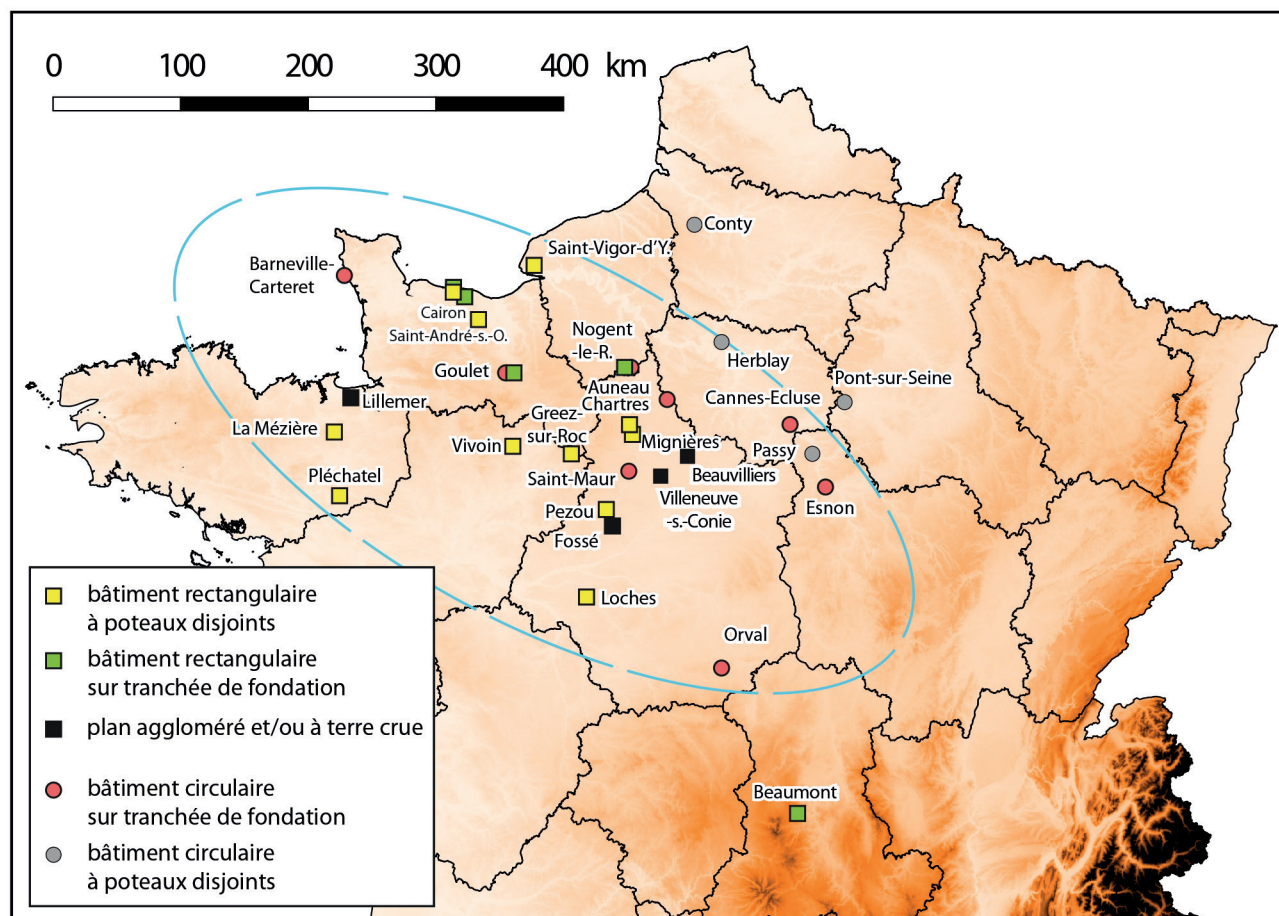 0 100 200 300 400 km
Conty
Saint-Vigor-d'Y.
Barneville-
Carteret
Cairon
Saint-André-s.-O.
Nogent
-le-R.
Herblay
Goulet
Pont-sur-Seine
Auneau
Lillemer
Chartres
Cannes-Ecluse
Greez-
sur-Roc
La Mézière
Vivoin
Mignières
Passy
Pléchatel
Saint-Maur
Beauvilliers
Villeneuve
-s.-Conie
Esnon
Pezou
Fossé
Loches
Orval
Beaumont
bâtiment rectangulaire
à poteaux disjoints
bâtiment rectangulaire
sur tranchée de fondation
plan aggloméré et/ou à terre crue
bâtiment circulaire
sur tranchée de fondation
bâtiment circulaire
à poteaux disjoints